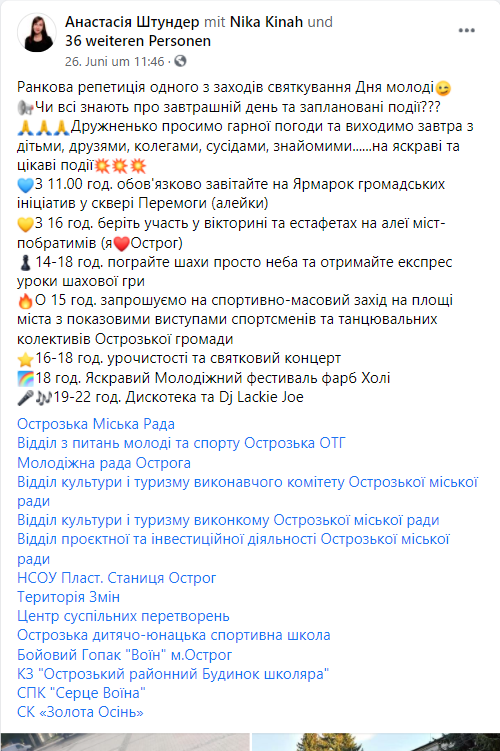 Анастасія Штундер mit Nika Kinah und
36 weiteren Personen
26. Juni um 11:46 ·
Ранкова репетиція одного з заходів святкування Дня молоді😉
📢Чи всі знають про завтрашній день та заплановані події???
🙏🙏🙏Дружненько просимо гарної погоди та виходимо завтра з
дітьми, друзями, колегами, сусідами, знайомими......на яскраві та
цікаві події💥💥💥
💙З 11.00 год. обов'язково завітайте на Ярмарок громадських
ініціатив у сквері Перемоги (алейки)
💛З 16 год. беріть участь у вікторині та естафетах на алеї міст-
побратимів (я❤️Острог)
♟14-18 год. пограйте шахи просто неба та отримайте експрес
уроки шахової гри
🔥О 15 год. запрошуємо на спортивно-масовий захід на площі
міста з показовими виступами спортсменів та танцювальних
колективів Острозької громади
⭐16-18 год. урочистості та святковий концерт
🌈18 год. Яскравий Молодіжний фестиваль фарб Холі
🎤🎶19-22 год. Дискотека та Dj Lackie Joe
Острозька Міська Рада
Відділ з питань молоді та спорту Острозька ОТГ
Молодіжна рада Острога
Відділ культури і туризму виконавчого комітету Острозької міської
ради
Відділ культури і туризму виконкому Острозької міської ради
Відділ проєктної та інвестиційної діяльності Острозької міської
ради
НСОУ Пласт. Станиця Острог
Територія Змін
Центр суспільних перетворень
Острозька дитячо-юнацька спортивна школа
Бойовий Гопак "Воїн" м.Острог
КЗ "Острозький районний Будинок школяра"
СПК "Серце Воїна"
СК «Золота Осінь»